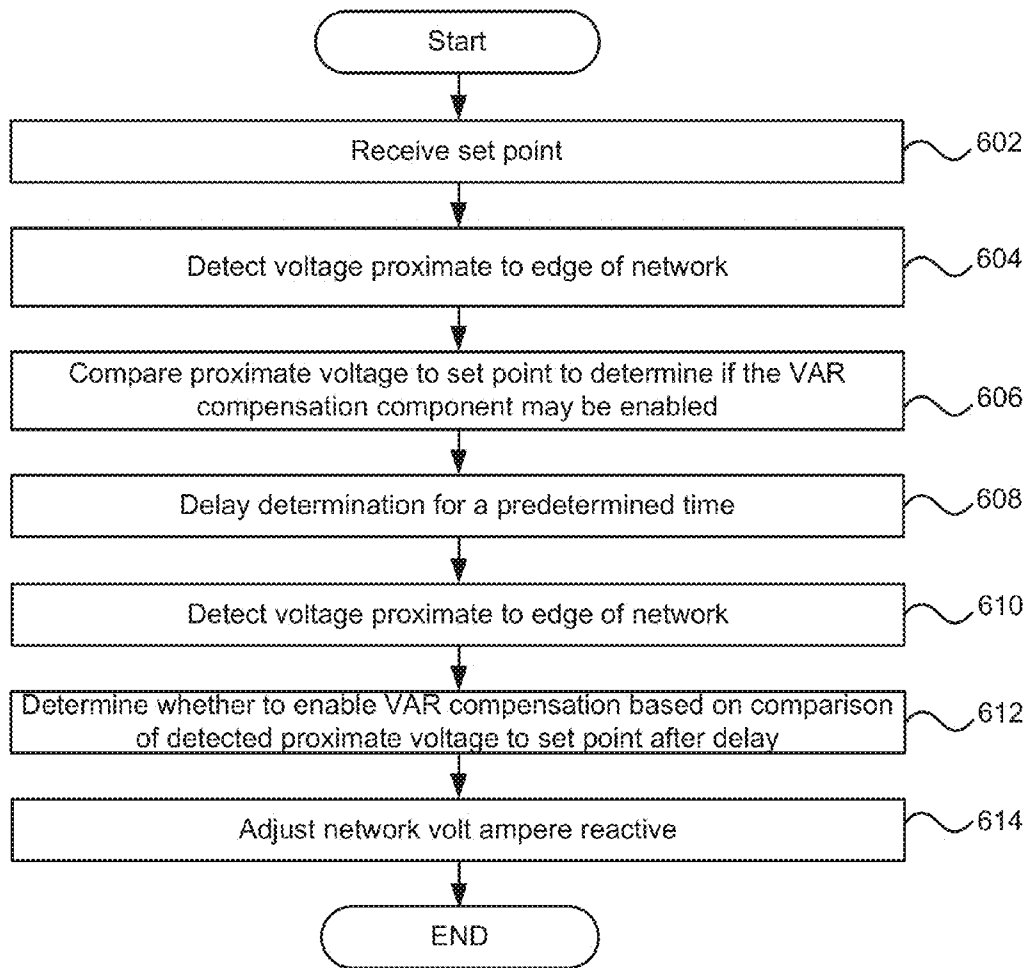 Start
Receive set point
602
Detect voltage proximate to edge of network
604
Compare proximate voltage to set point to determine if the VAR
compensation component may be enabled
606
Delay determination for a predetermined time
608
Detect voltage proximate to edge of network
610
Determine whether to enable VAR compensation based on comparison
of detected proximate voltage to set point after delay
612
Adjust network volt ampere reactive
614
END